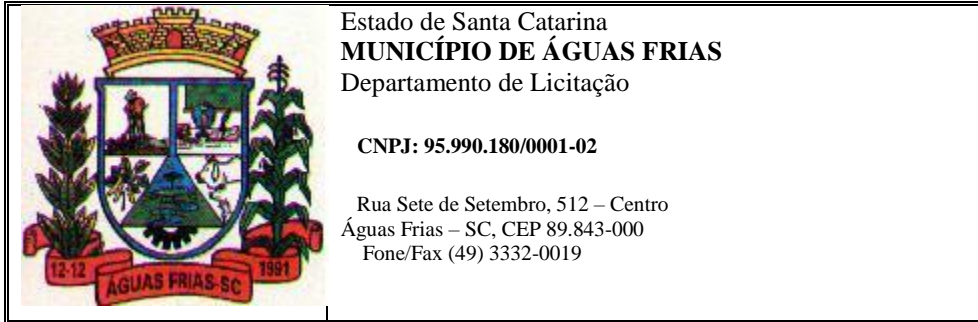 Estado de Santa Catarina
MUNICÍPIO DE ÁGUAS FRIAS
Departamento de Licitação
CNPJ: 95.990.180/0001-02
Rua Sete de Setembro, 512 – Centro
Águas Frias – SC, CEP 89.843-000
Fone/Fax (49) 3332-0019
12-12
ÁGUAS FRIAS-SC
1991